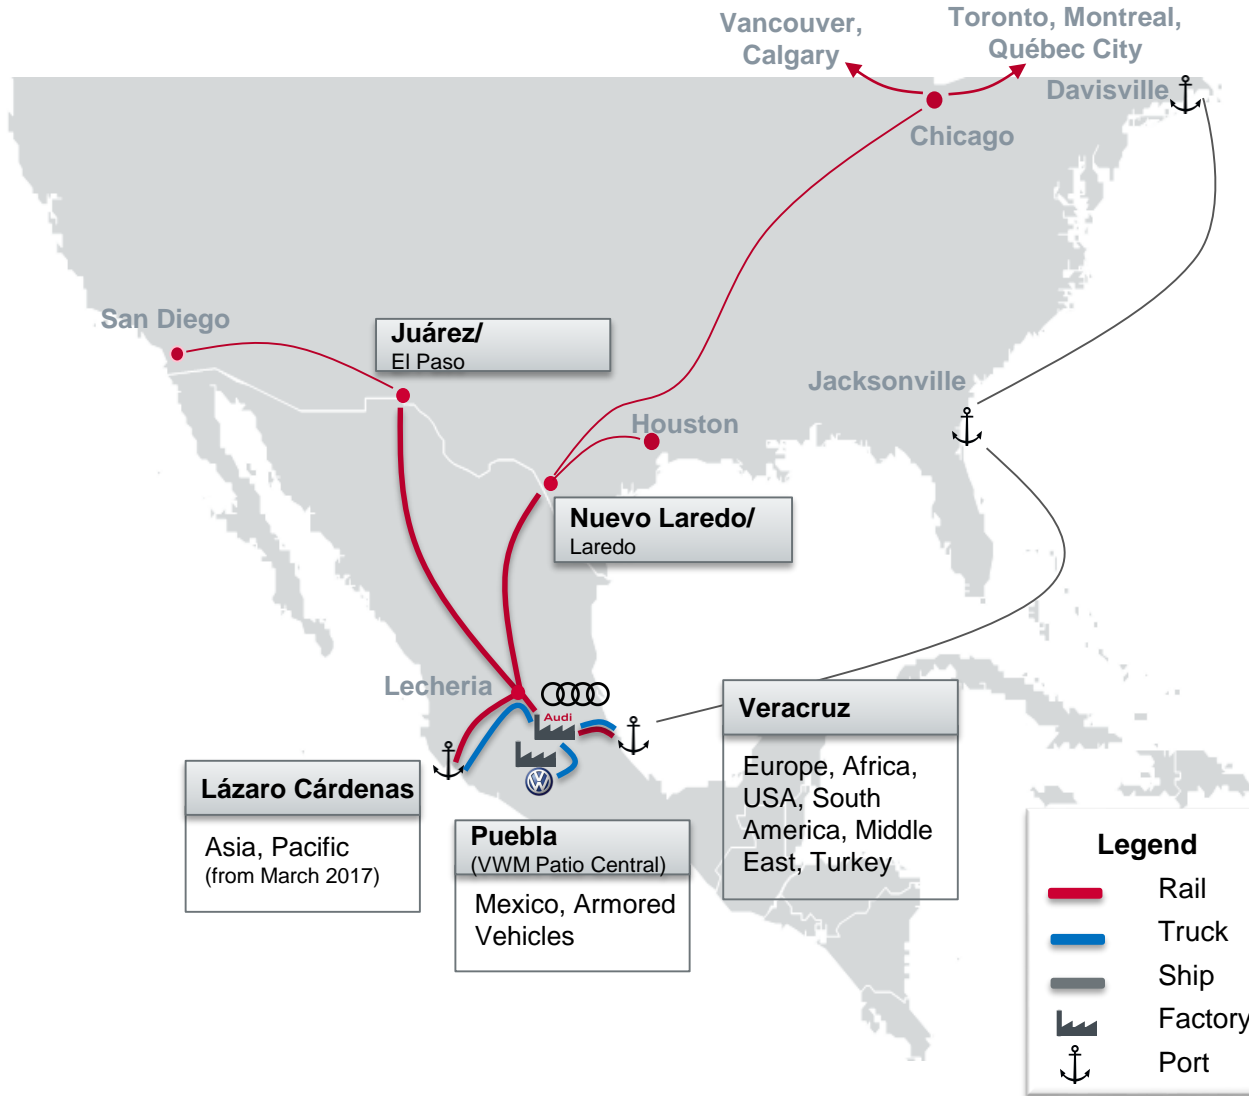 Vancouver,
Calgary
Toronto, Montreal,
Québec City
Davisville
Chicago
San Diego
Juárez/
El Paso
Jacksonville
Houston
Nuevo Laredo/
Laredo
Lecheria
Audi
Veracruz
Europe, Africa,
USA, South
America, Middle
East, Turkey
Lázaro Cárdenas
Asia, Pacific
(from March 2017)
Puebla
(VWM Patio Central)
Mexico, Armored
Vehicles
Legend
Rail
Truck
Ship
Factory
Port